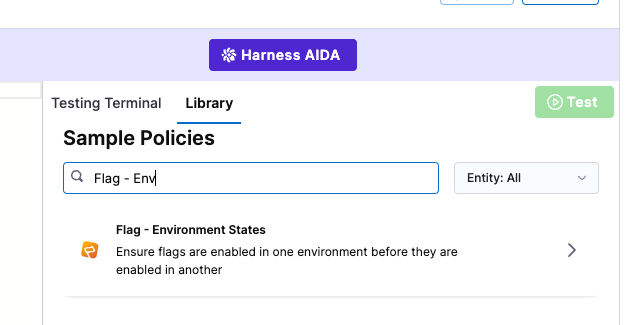 Harness AIDA
Testing Terminal
Library
Test
Sample Policies
Flag - Env
Entity: All
Flag - Environment States
Ensure flags are enabled in one environment before they are
enabled in another